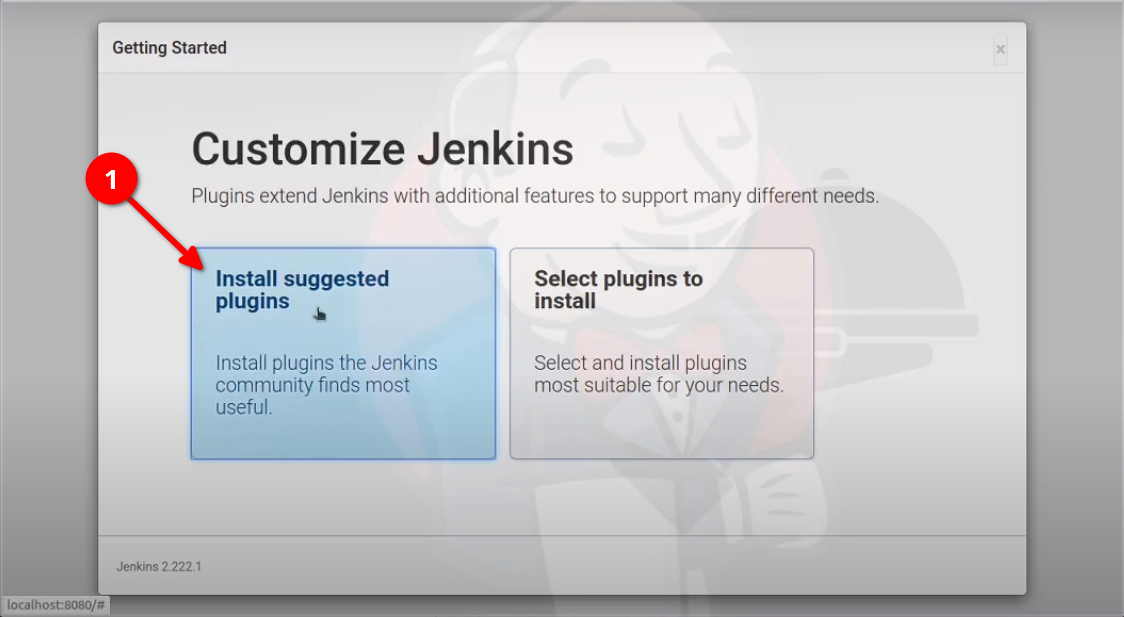 Getting Started
×
Customize Jenkins
1
Plugins extend Jenkins with additional features to support many different needs.
Install suggested
plugins
Install plugins the Jenkins
community finds most
useful.
Select plugins to
install
Select and install plugins
most suitable for your needs.
Jenkins 2.222.1
localhost:8080/#